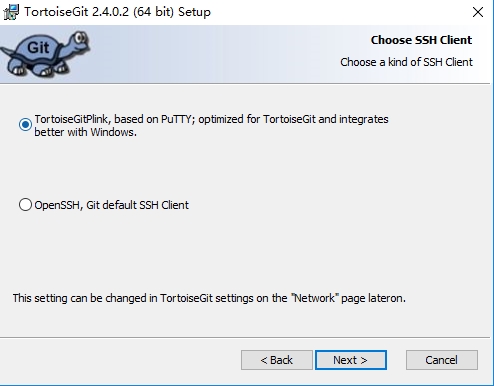 TortoiseGit 2.4.0.2 (64 bit) Setup
Git
Choose SSH Client
Choose a kind of SSH Client
TortoiseGitPlink, based on PuTTY; optimized for TortoiseGit and integrates
better with Windows.
OpenSSH, Git default SSH Client
This setting can be changed in TortoiseGit settings on the "Network" page lateron.
< Back
Next >
Cancel